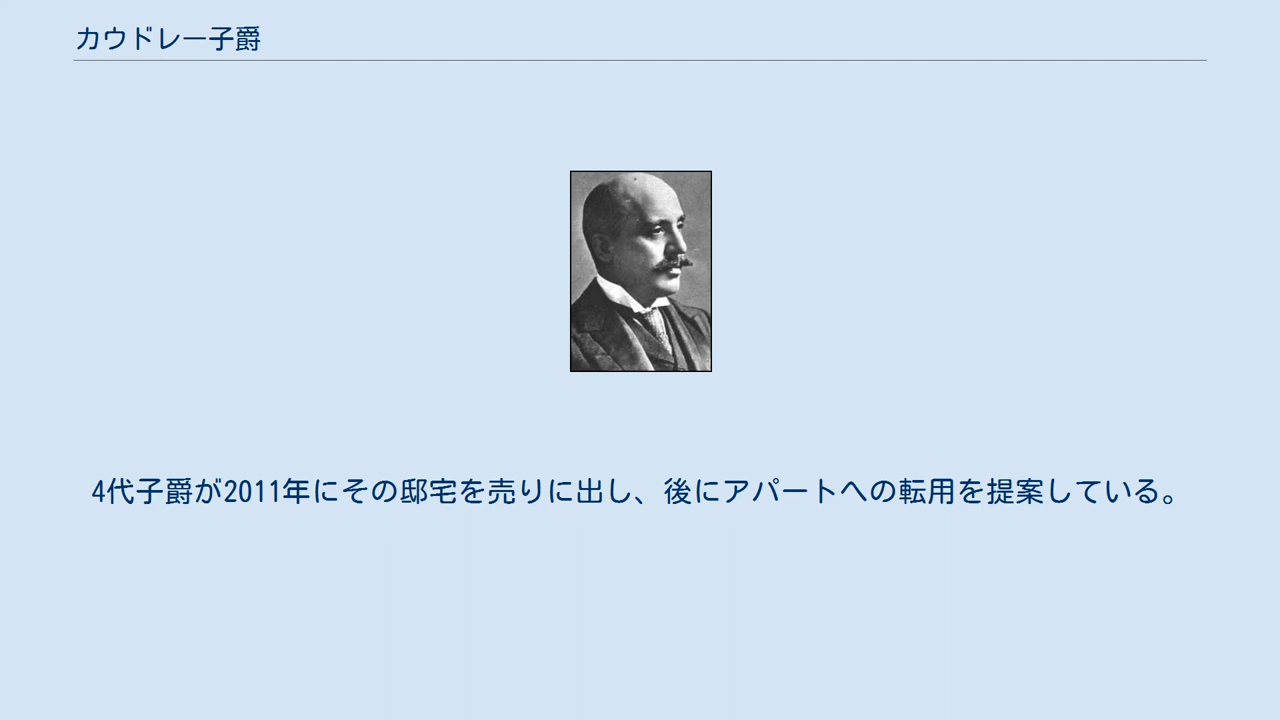 カウドレー子爵
4代子爵が2011年にその邸宅を売りに出し、後にアパートへの転用を提案している。